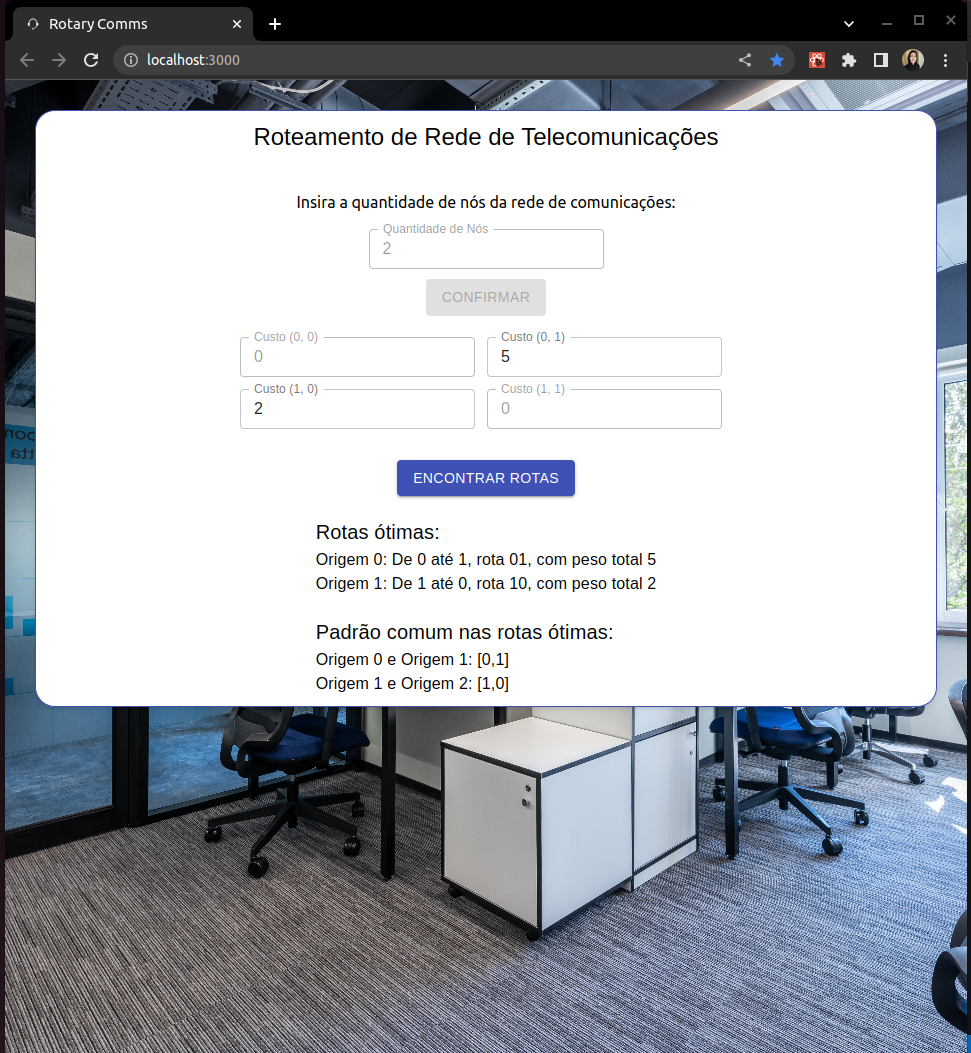 Rotary Comms
localhost:3000
Roteamento de Rede de Telecomunicações
Insira a quantidade de nós da rede de comunicações:
Quantidade de Nós
2
CONFIRMAR
Custo (0, 0)
0
Custo (0, 1)
5
Custo (1, 0)
2
Custo (1, 1)
0
ENCONTRAR ROTAS
Rotas ótimas:
Origem 0: De 0 até 1, rota 01, com peso total 5
Origem 1: De 1 até 0, rota 10, com peso total 2
Padrão comum nas rotas ótimas:
Origem 0 e Origem 1: [0,1]
Origem 1 e Origem 2: [1,0]